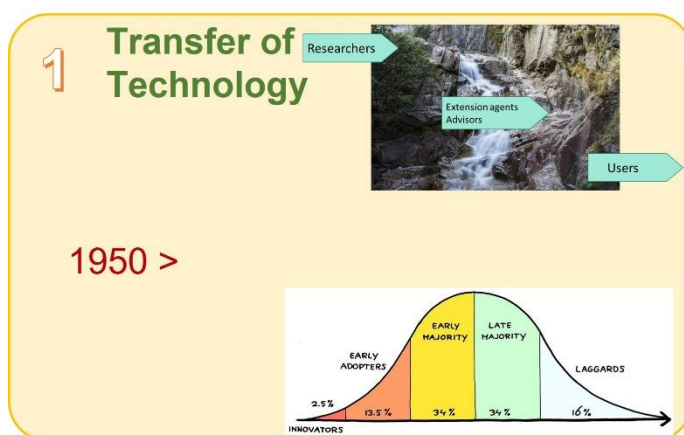 1
Transfer of
Technology
Researchers
Extension agents
Advisors
Users
1950 >
EARLY
MAJORITY
LATE
MAJORITY
EARLY
ADOPTERS
LAGGARDS
2.5%
13.5%
34%
34%
16%
INNOVATORS